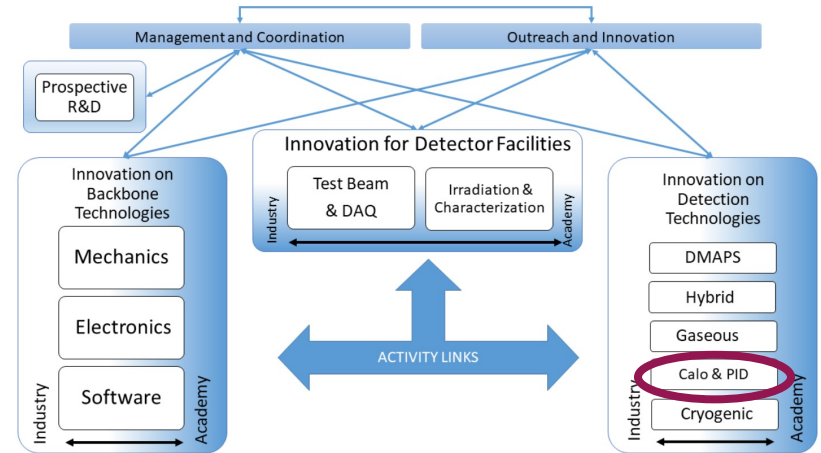 Management and Coordination
Outreach and Innovation
Prospective
R&D
Innovation for Detector Facilities
Test Beam
& DAQ
Irradiation &
Characterization
Industry
Academy
Innovation on
Backbone
Technologies
Mechanics
Electronics
Software
Industry
Academy
ACTIVITY LINKS
Innovation on
Detection
Technologies
DMAPS
Hybrid
Gaseous
Calo & PID
Cryogenic
Industry
Academy